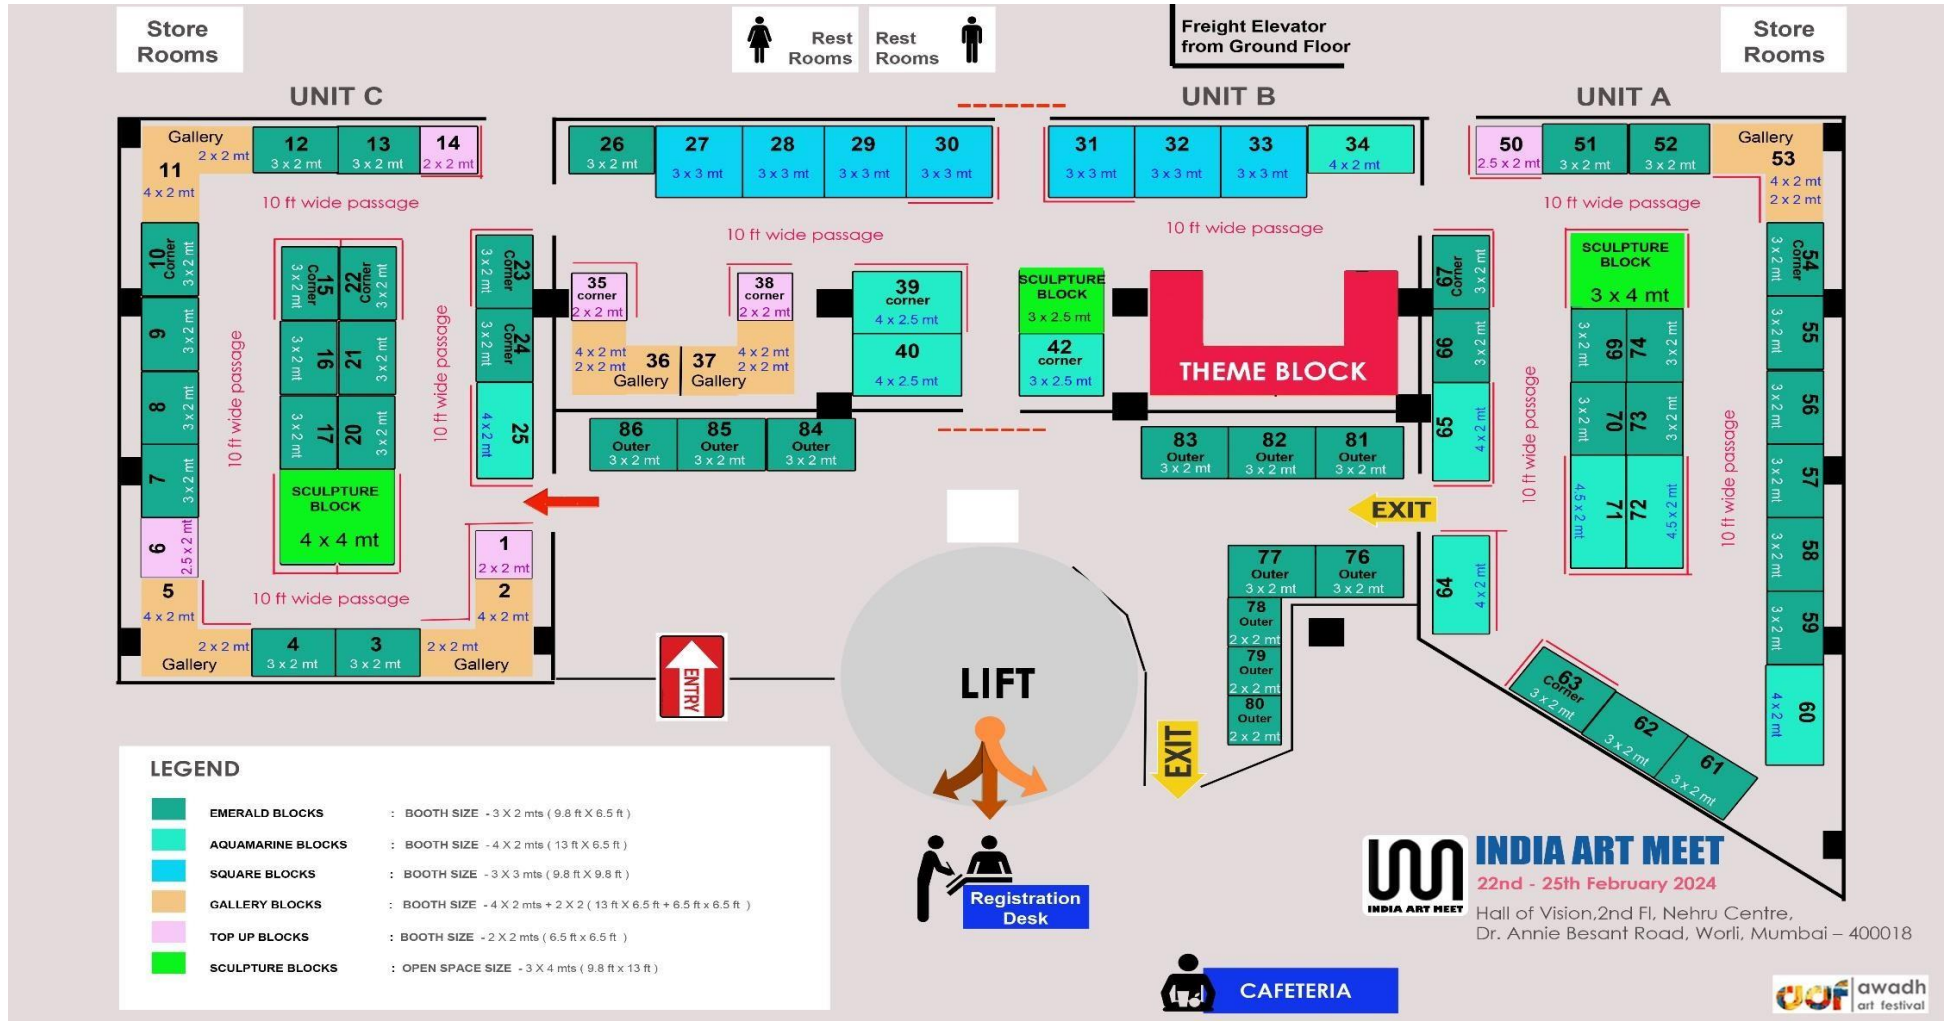 Store
Rooms
Rest
Rooms
Rest
Rooms
Freight Elevator
from Ground Floor
Store
Rooms
UNIT C
UNIT B
UNIT A
Gallery
2 x 2 mt
11
4 x 2 mt
12
3 x 2 mt
13
3 x 2 mt
14
2 x 2 mt
10 ft wide passage
10
Corner
3 x 2 mt
9
3 x 2 mt
8
3 x 2 mt
7
3 x 2 mt
6
2.5 x 2 mt
5
4 x 2 mt
2 x 2 mt
Gallery
4
3 x 2 mt
3
3 x 2 mt
2 x 2 mt
Gallery
2
4 x 2 mt
1
2 x 2 mt
10 ft wide passage
10 ft wide passage
15
Corner
3 x 2 mt
22
Corner
3 x 2 mt
16
3 x 2 mt
21
3 x 2 mt
17
3 x 2 mt
20
3 x 2 mt
SCULPTURE
BLOCK
4 x 4 mt
10 ft wide passage
23
Corner
3 x 2 mt
24
Corner
3 x 2 mt
25
4 x 2 mt
26
3 x 2 mt
27
3 x 3 mt
28
3 x 3 mt
29
3 x 3 mt
30
3 x 3 mt
10 ft wide passage
35
corner
2 x 2 mt
4 x 2 mt
2 x 2 mt
36
Gallery
37
Gallery
4 x 2 mt
2 x 2 mt
38
corner
2 x 2 mt
39
corner
4 x 2.5 mt
40
4 x 2.5 mt
86
Outer
3 x 2 mt
85
Outer
3 x 2 mt
84
Outer
3 x 2 mt
31
3 x 3 mt
32
3 x 3 mt
33
3 x 3 mt
34
4 x 2 mt
10 ft wide passage
SCULPTURE
BLOCK
3 x 2.5 mt
42
corner
3 x 2.5 mt
THEME BLOCK
83
Outer
3 x 2 mt
82
Outer
3 x 2 mt
81
Outer
3 x 2 mt
EXIT
77
Outer
3 x 2 mt
76
Outer
3 x 2 mt
78
Outer
2 x 2 mt
79
Outer
2 x 2 mt
80
Outer
2 x 2 mt
EXIT
50
2.5 x 2 mt
51
3 x 2 mt
52
3 x 2 mt
Gallery
53
4 x 2 mt
2 x 2 mt
10 ft wide passage
67
Corner
3 x 2 mt
66
3 x 2 mt
65
4 x 2 mt
64
4 x 2 mt
10 ft wide passage
SCULPTURE
BLOCK
3 x 4 mt
69
3 x 2 mt
74
3 x 2 mt
70
3 x 2 mt
73
3 x 2 mt
71
4.5 x 2 mt
72
4.5 x 2 mt
10 ft wide passage
54
Corner
3 x 2 mt
55
3 x 2 mt
56
3 x 2 mt
57
3 x 2 mt
58
3 x 2 mt
59
3 x 2 mt
60
4 x 2 mt
63
Corner
3 x 2 mt
62
3 x 2 mt
61
3 x 2 mt
ENTRY
LIFT
Registration
Desk
CAFETERIA
LEGEND
EMERALD BLOCKS : BOOTH SIZE - 3 X 2 mts ( 9.8 ft X 6.5 ft )
AQUAMARINE BLOCKS : BOOTH SIZE - 4 X 2 mts ( 13 ft X 6.5 ft )
SQUARE BLOCKS : BOOTH SIZE - 3 X 3 mts ( 9.8 ft X 9.8 ft )
GALLERY BLOCKS : BOOTH SIZE - 4 X 2 mts + 2 X 2 ( 13 ft X 6.5 ft + 6.5 ft x 6.5 ft )
TOP UP BLOCKS : BOOTH SIZE - 2 X 2 mts ( 6.5 ft x 6.5 ft )
SCULPTURE BLOCKS : OPEN SPACE SIZE - 3 X 4 mts ( 9.8 ft x 13 ft )
INDIA ART MEET
INDIA ART MEET
22nd - 25th February 2024
Hall of Vision,2nd Fl, Nehru Centre,
Dr. Annie Besant Road, Worli, Mumbai – 400018
aaf awadh
art festival